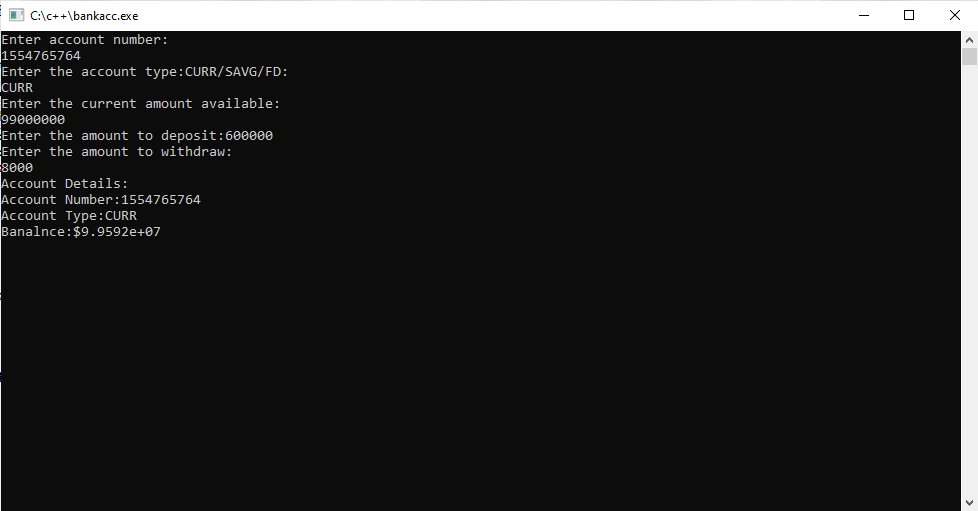 C:\c++\bankacc.exe
Enter account number:
1554765764
Enter the account type:CURR/SAVG/FD:
CURR
Enter the current amount available:
99000000
Enter the amount to deposit:600000
Enter the amount to withdraw:
8000
Account Details:
Account Number:1554765764
Account Type:CURR
Banalnce:$9.9592e+07